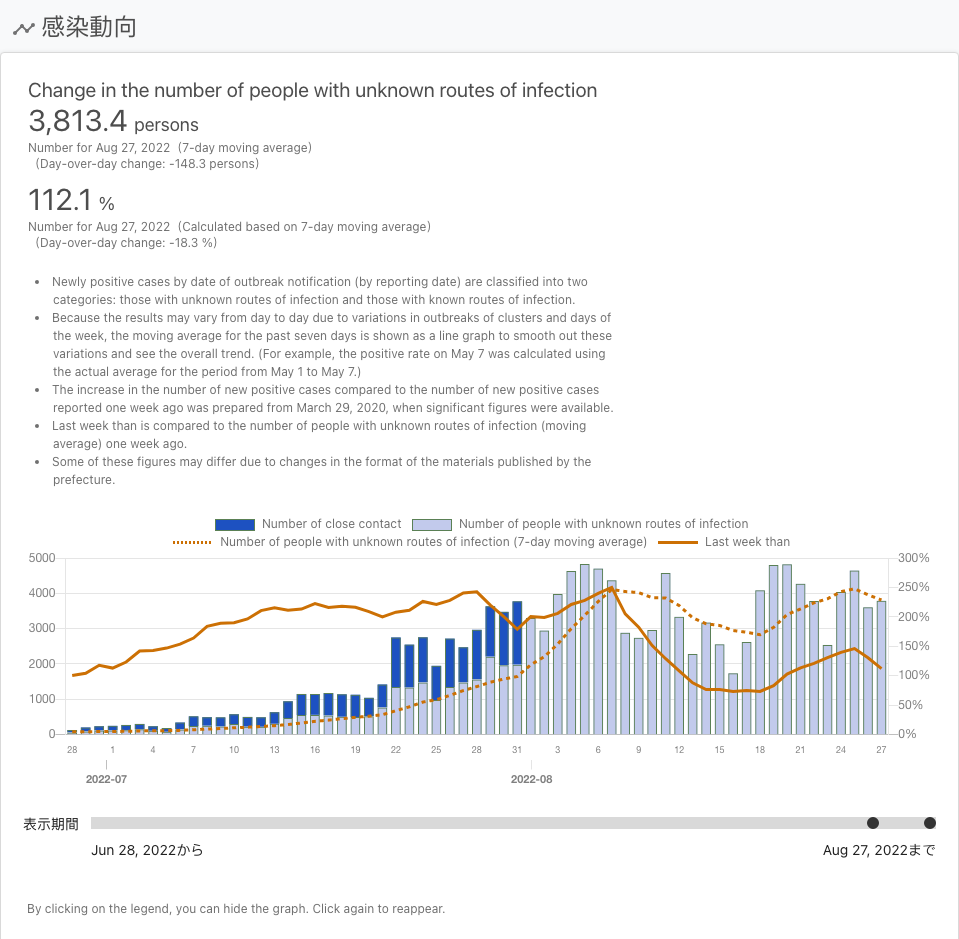 感染動向
Change in the number of people with unknown routes of infection
3,813.4 persons
Number for Aug 27, 2022 (7-day moving average)
(Day-over-day change: -148.3 persons)
112.1 %
Number for Aug 27, 2022 (Calculated based on 7-day moving average)
(Day-over-day change: -18.3 %)
• Newly positive cases by date of outbreak notification (by reporting date) are classified into two
categories: those with unknown routes of infection and those with known routes of infection.
• Because the results may vary from day to day due to variations in outbreaks of clusters and days of
the week, the moving average for the past seven days is shown as a line graph to smooth out these
variations and see the overall trend. (For example, the positive rate on May 7 was calculated using
the actual average for the period from May 1 to May 7.)
• The increase in the number of new positive cases compared to the number of new positive cases
reported one week ago was prepared from March 29, 2020, when significant figures were available.
• Last week than is compared to the number of people with unknown routes of infection (moving
average) one week ago.
• Some of these figures may differ due to changes in the format of the materials published by the
prefecture.
Number of close contact Number of people with unknown routes of infection
Number of people with unknown routes of infection (7-day moving average) Last week than
5000 300%
250%
4000
200%
3000
150%
2000
100%
1000
50%
0 0%
28 1 4 7 10 13 16 19 22 25 28 31 3 6 9 12 15 18 21 24 27
2022-07 2022-08
表示期間
Jun 28, 2022から Aug 27, 2022まで
By clicking on the legend, you can hide the graph. Click again to reappear.